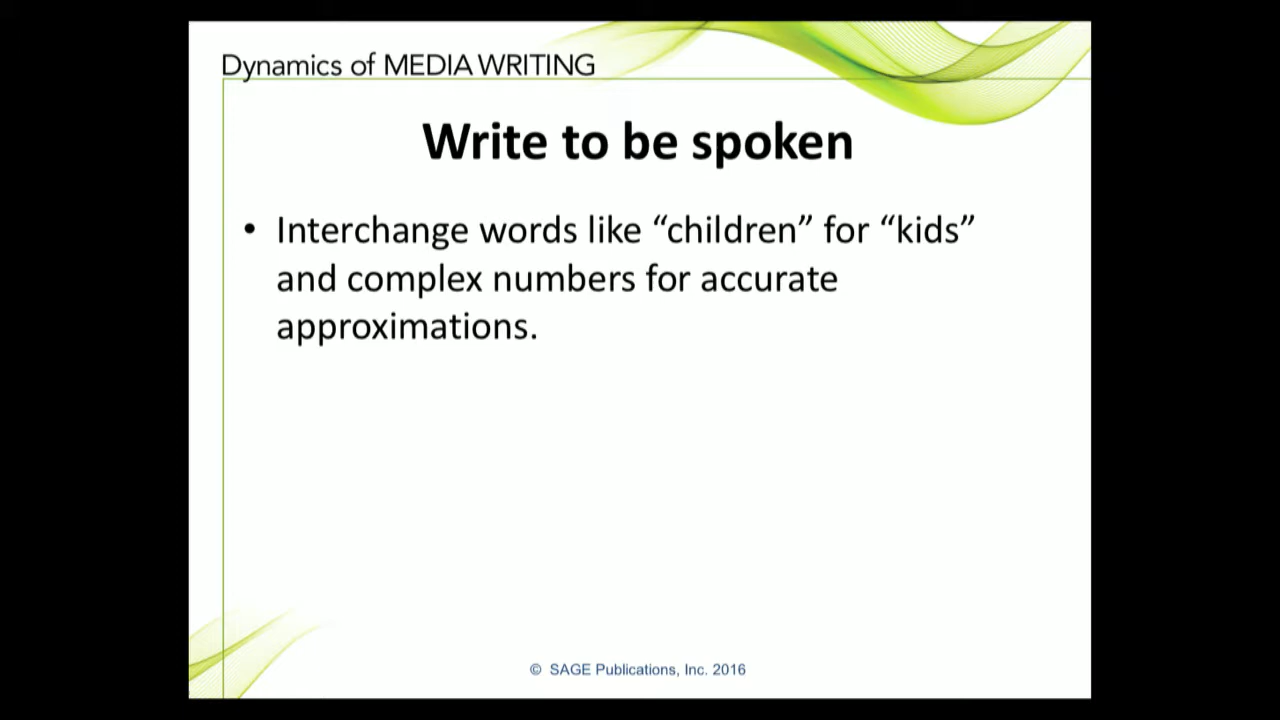 Dynamics of MEDIA WRITING
Write to be spoken
• Interchange words like “children” for “kids”
and complex numbers for accurate
approximations.
© SAGE Publications, Inc. 2016